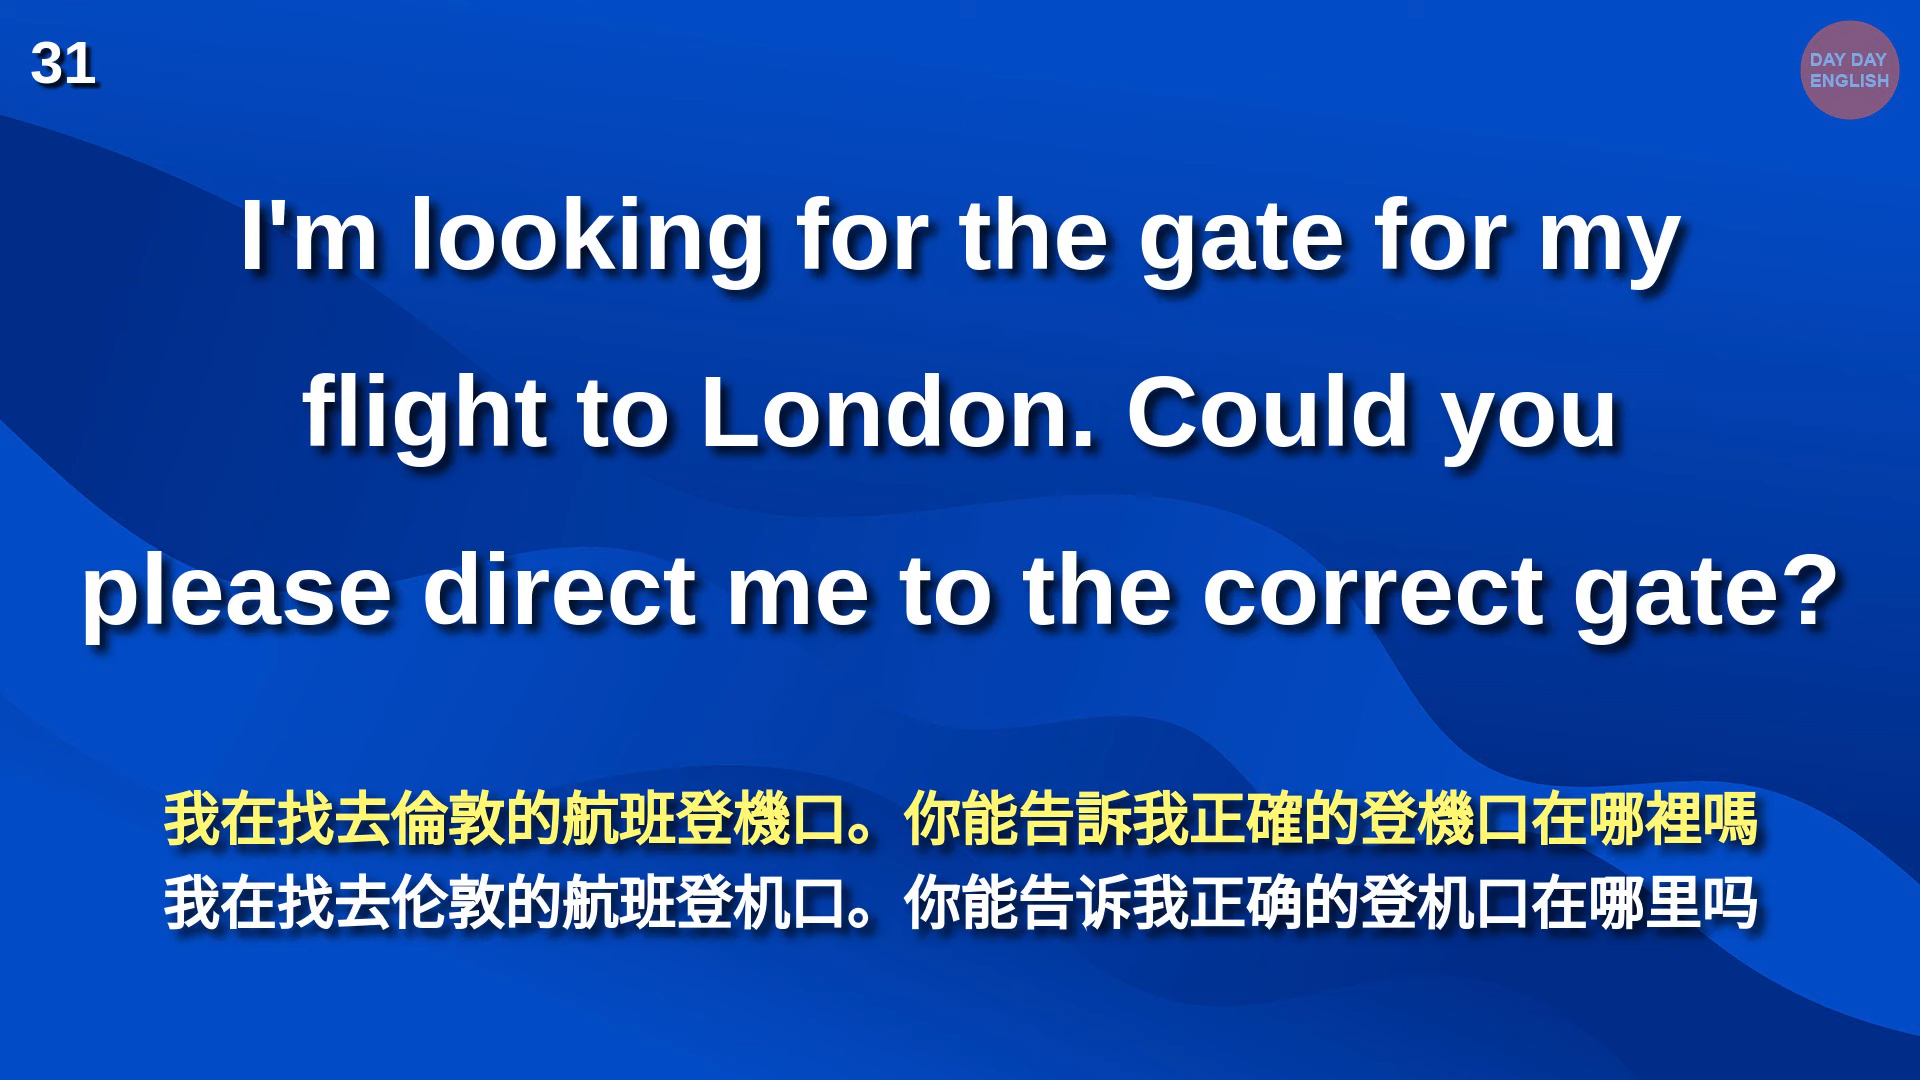 31
DAY DAY
ENGLISH
I'm looking for the gate for my
flight to London. Could you
please direct me to the correct gate?
我在找去倫敦的航班登機口。你能告訴我正確的登機口在哪裡嗎
我在找去伦敦的航班登机口。你能告诉我正确的登机口在哪里吗